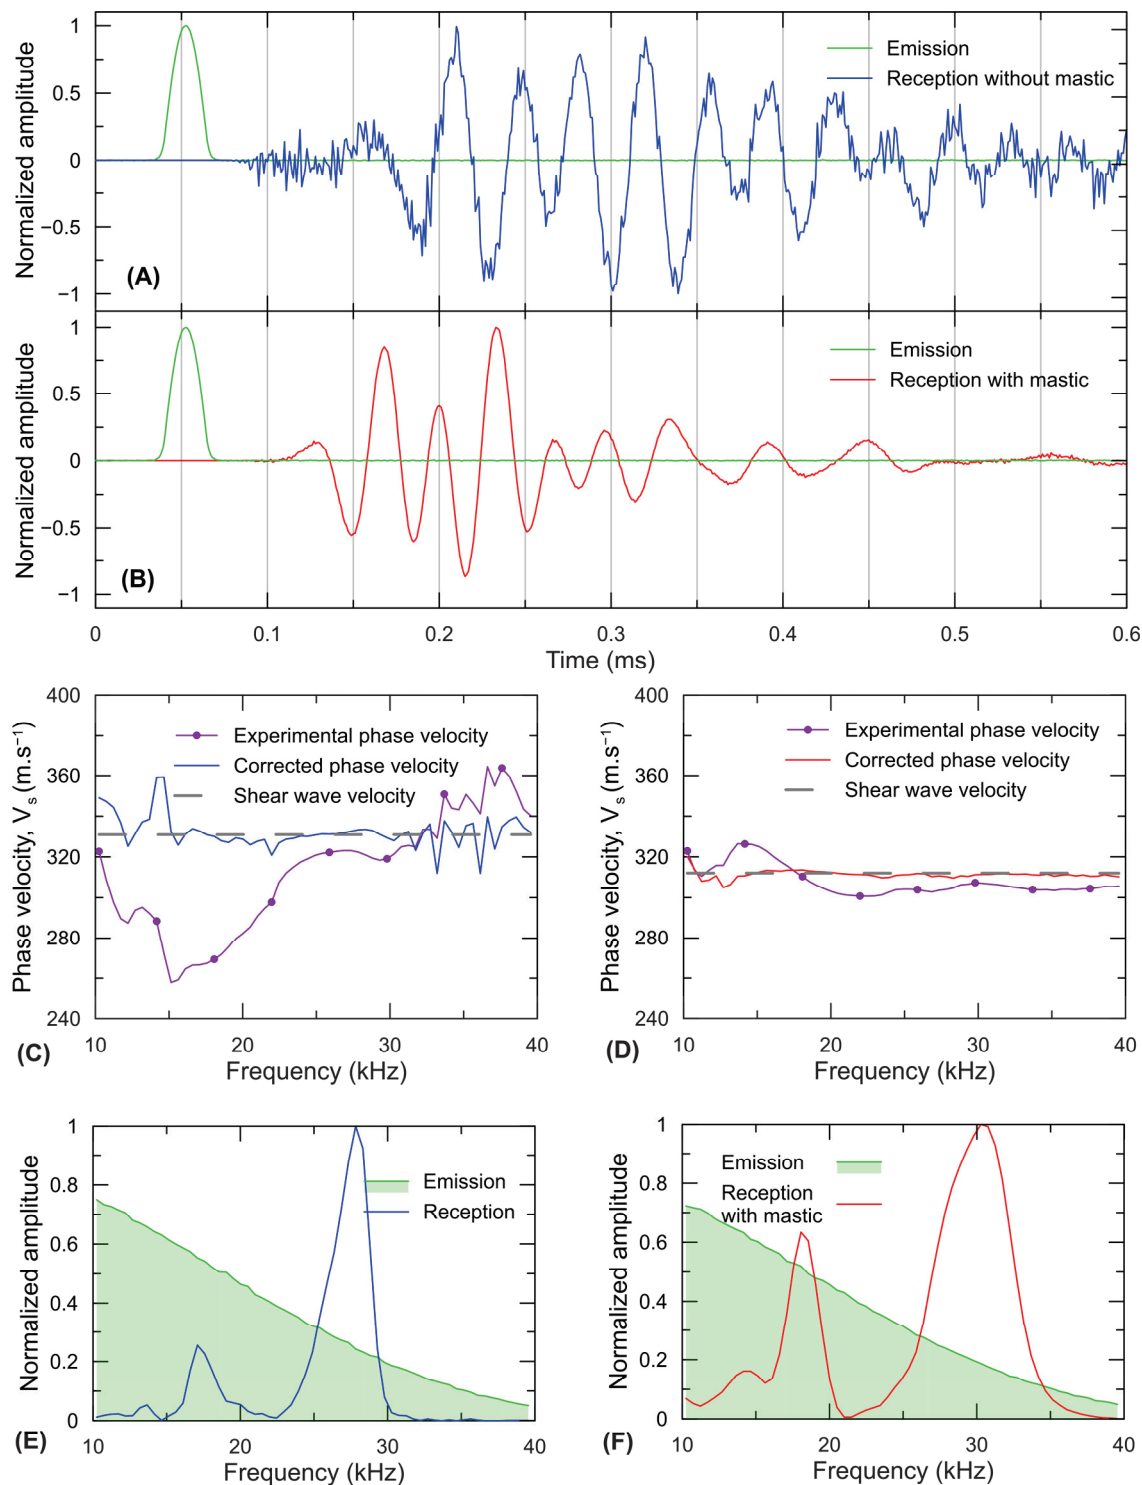 Normalized amplitude
1
0.5
0
−0.5
−1
Emission
Reception without mastic
(A)
Normalized amplitude
1
0.5
0
−0.5
−1
Emission
Reception with mastic
(B)
0 0.1 0.2 0.3 0.4 0.5 0.6
Time (ms)
Phase velocity, V s (m.s−1)
400
360
320
280
240
Experimental phase velocity
Corrected phase velocity
Shear wave velocity
10 20 30 40
Frequency (kHz)
(C)
Phase velocity, V s (m.s−1)
400
360
320
280
240
Experimental phase velocity
Corrected phase velocity
Shear wave velocity
10 20 30 40
Frequency (kHz)
(D)
Normalized amplitude
1
0.8
0.6
0.4
0.2
0
Emission
Reception
10 20 30 40
Frequency (kHz)
(E)
Normalized amplitude
1
0.8
0.6
0.4
0.2
0
Emission
Reception
with mastic
10 20 30 40
Frequency (kHz)
(F)